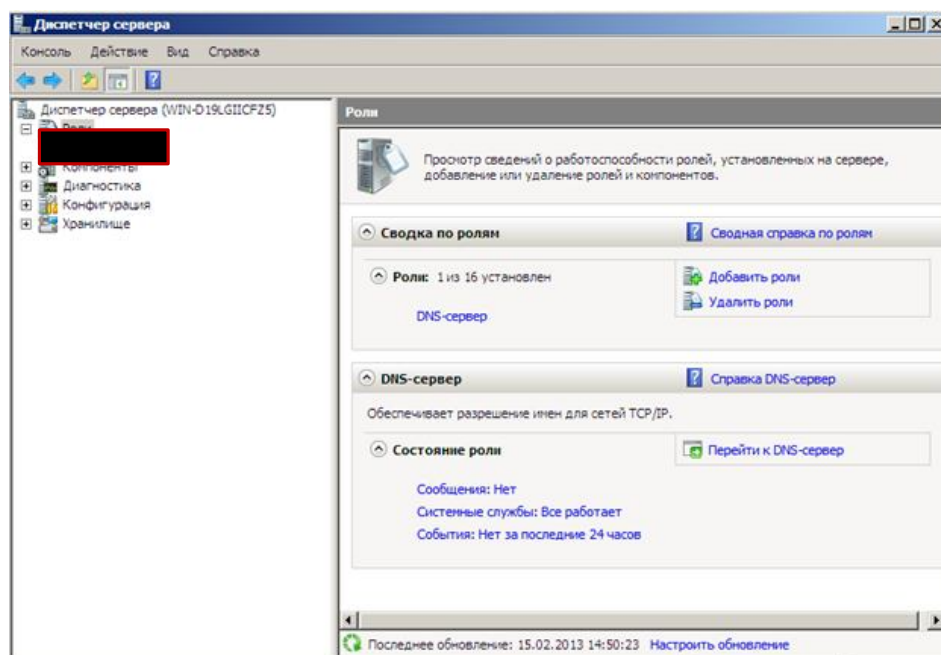 Диспетчер сервера
Консоль Действие Вид Справка
Диспетчер сервера (WIN-D19LGIICFZ5)
Роли
Компоненты
Диагностика
Конфигурация
Хранилище
Роли
Просмотр сведений о работоспособности ролей, установленных на сервере,
добавление или удаление ролей и компонентов.
Сводка по ролям
Сводная справка по ролям
Роли: 1 из 16 установлен
Добавить роли
Удалить роли
DNS-сервер
DNS-сервер
Справка DNS-сервер
Обеспечивает разрешение имен для сетей TCP/IP.
Состояние роли
Перейти к DNS-сервер
Сообщения: Нет
Системные службы: Все работает
События: Нет за последние 24 часов
Последнее обновление: 15.02.2013 14:50:23 Настроить обновление